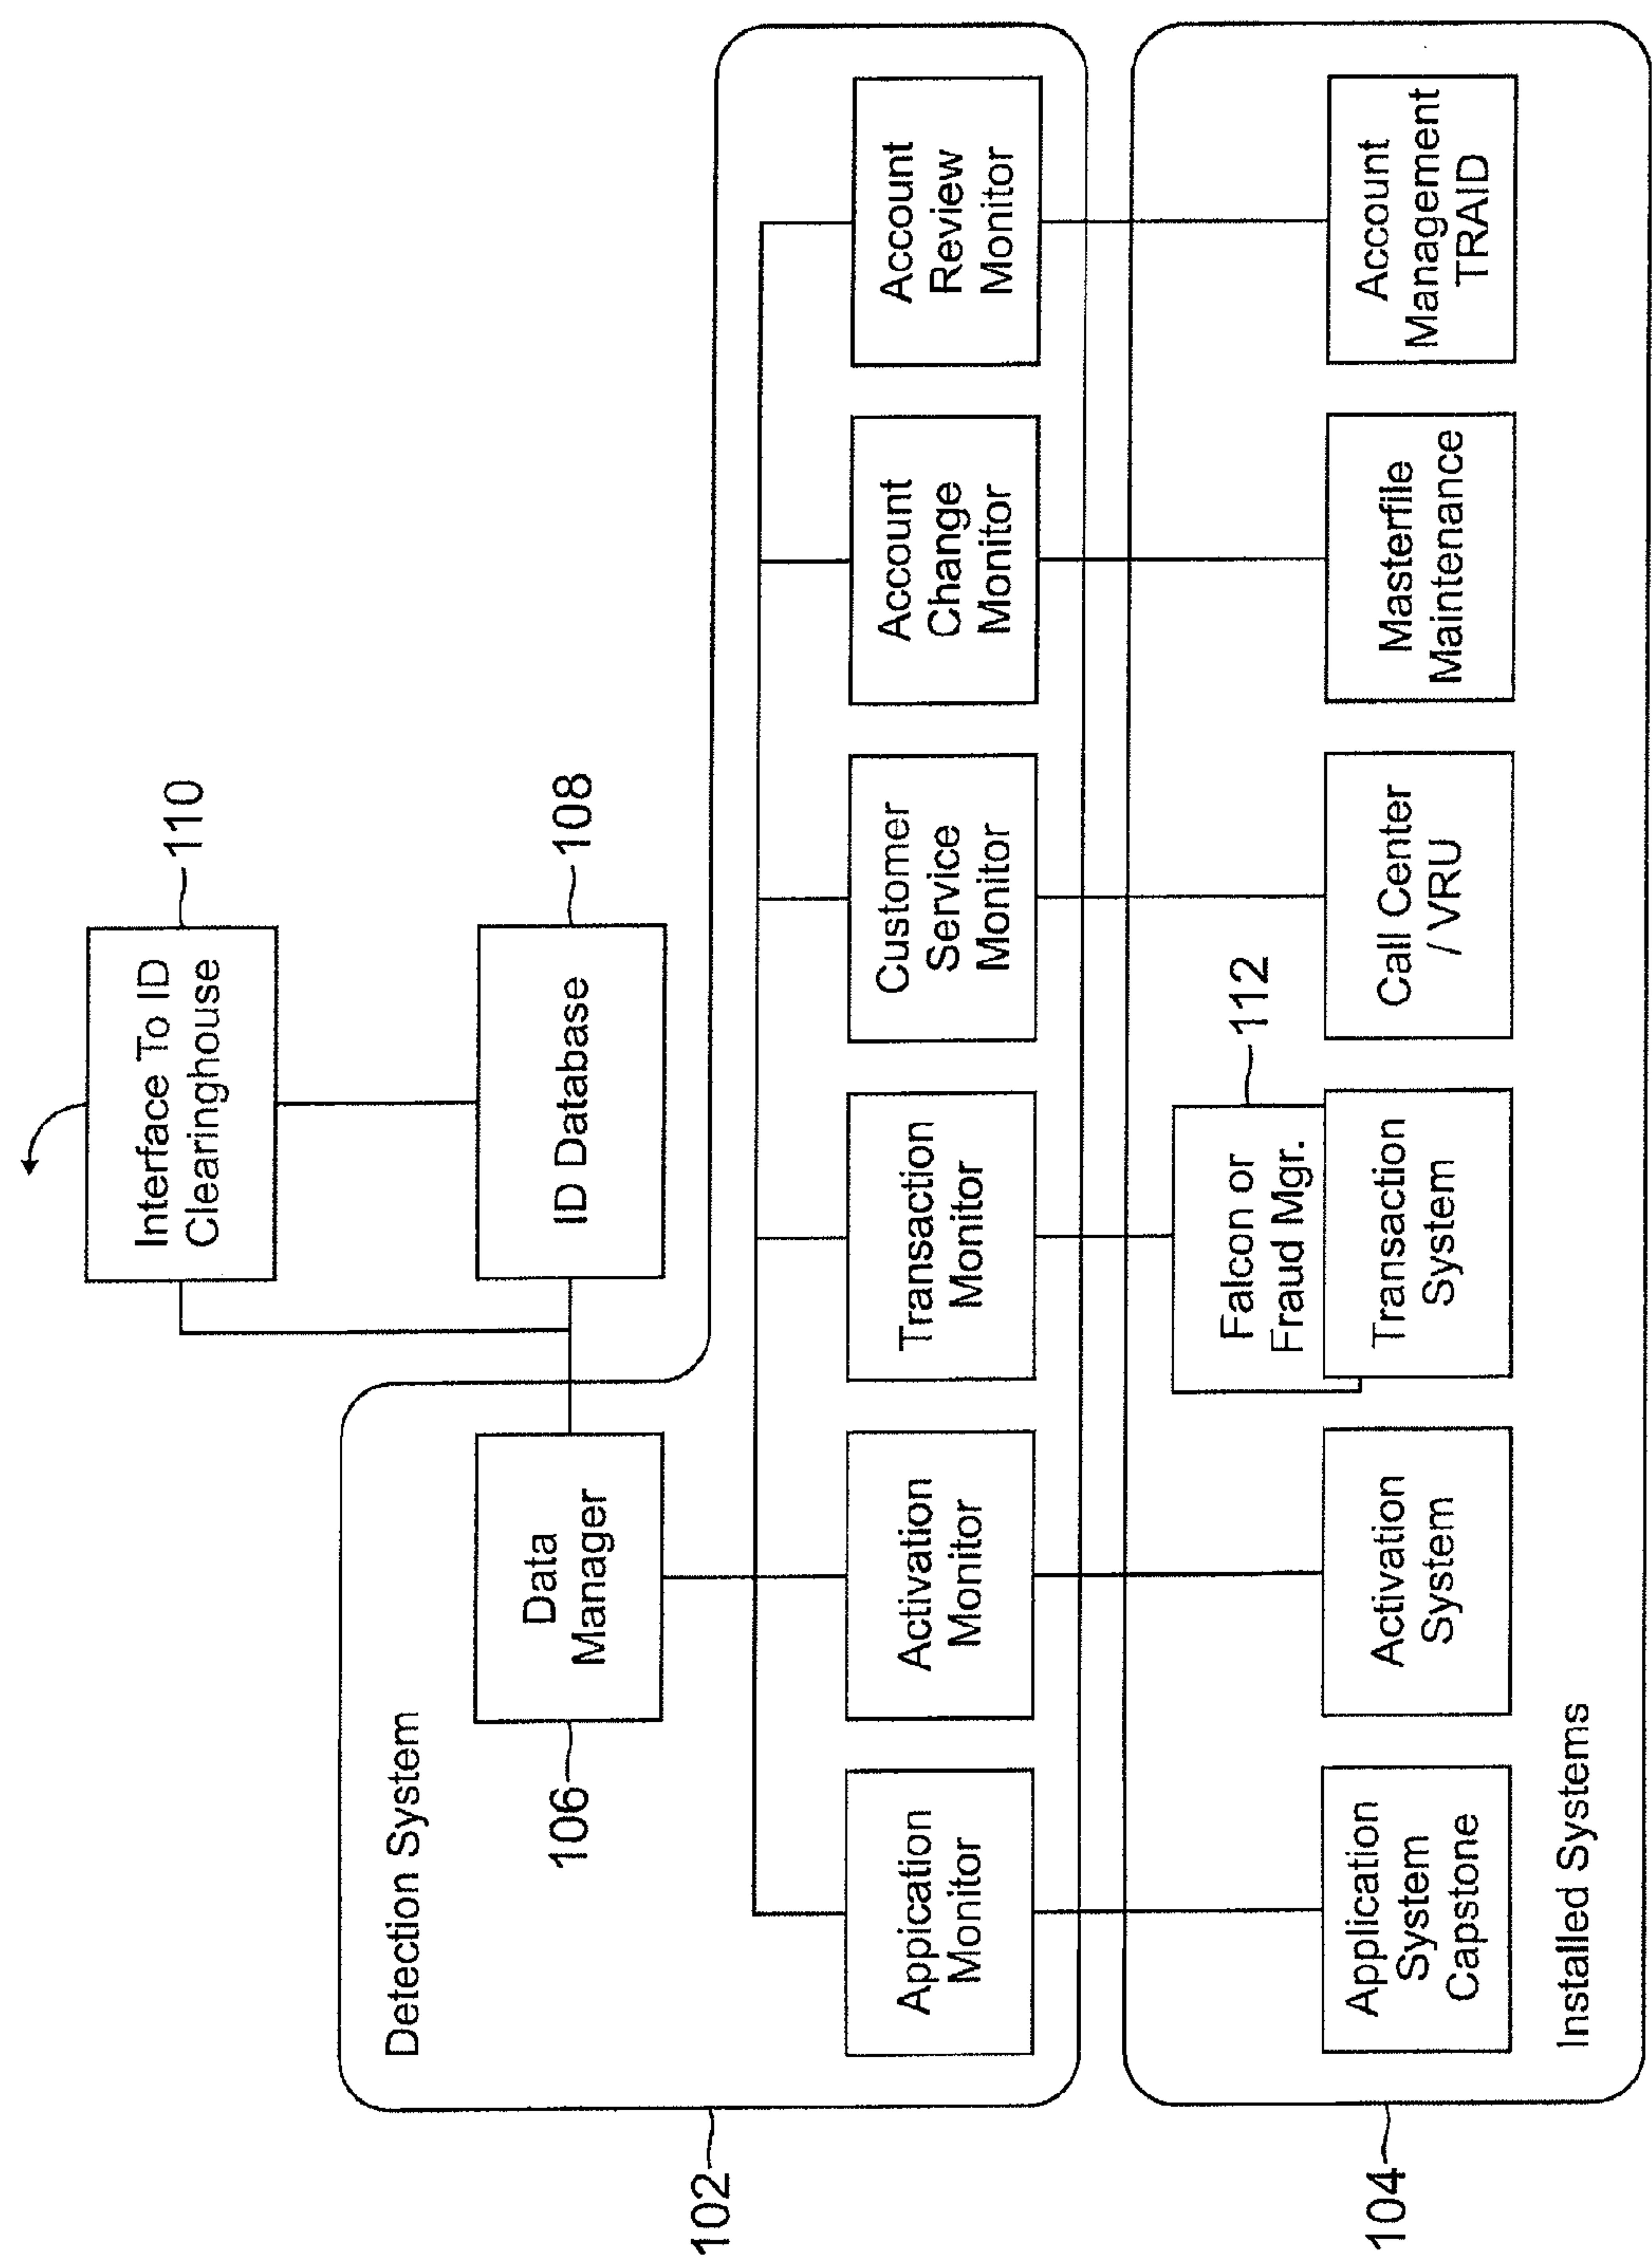 Interface To ID
Clearinghouse
110
ID Database
108
Detection System
Data
Manager
106
102
Appication
Monitor
Activation
Monitor
Transaction
Monitor
Customer
Service
Monitor
Account
Change
Monitor
Account
Review
Monitor
Falcon or
Fraud Mgr.
112
Application
System
Capstone
Activation
System
Transaction
System
Call Center
/ VRU
Masterfile
Maintenance
Account
Management
TRAID
Installed Systems
104